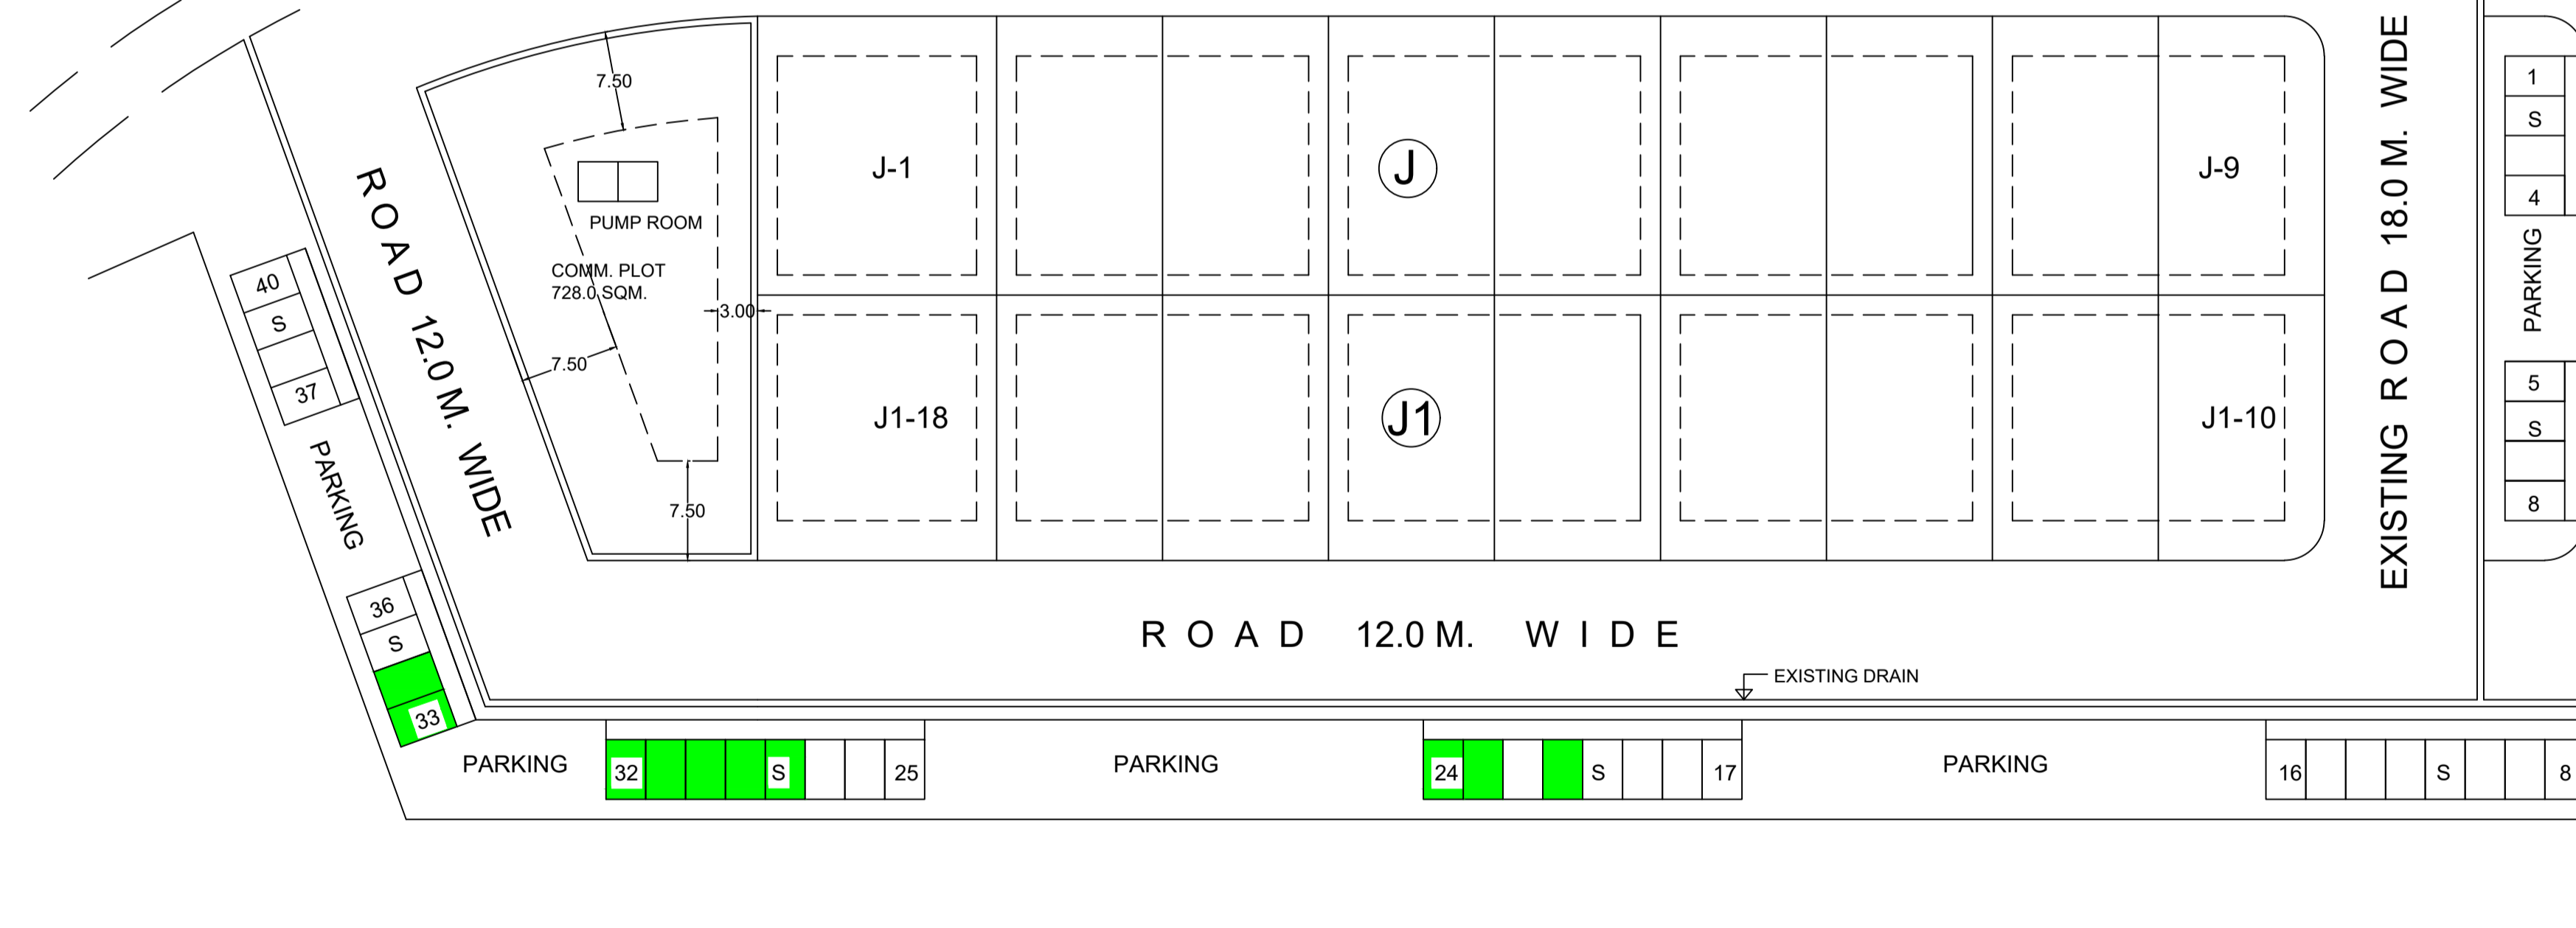 7.50
PUMP ROOM
COMM. PLOT
728.0 SQM.
3.00
7.50
7.50
J-1
J
J-9
J1-18
J1
J1-10
ROAD 12.0 M. WIDE
EXISTING ROAD 18.0 M. WIDE
1
S
4
PARKING
5
S
8
40
S
37
PARKING
36
S
33
ROAD 12.0 M. WIDE
EXISTING DRAIN
PARKING
32
S
25
PARKING
24
S
17
PARKING
16
S
8